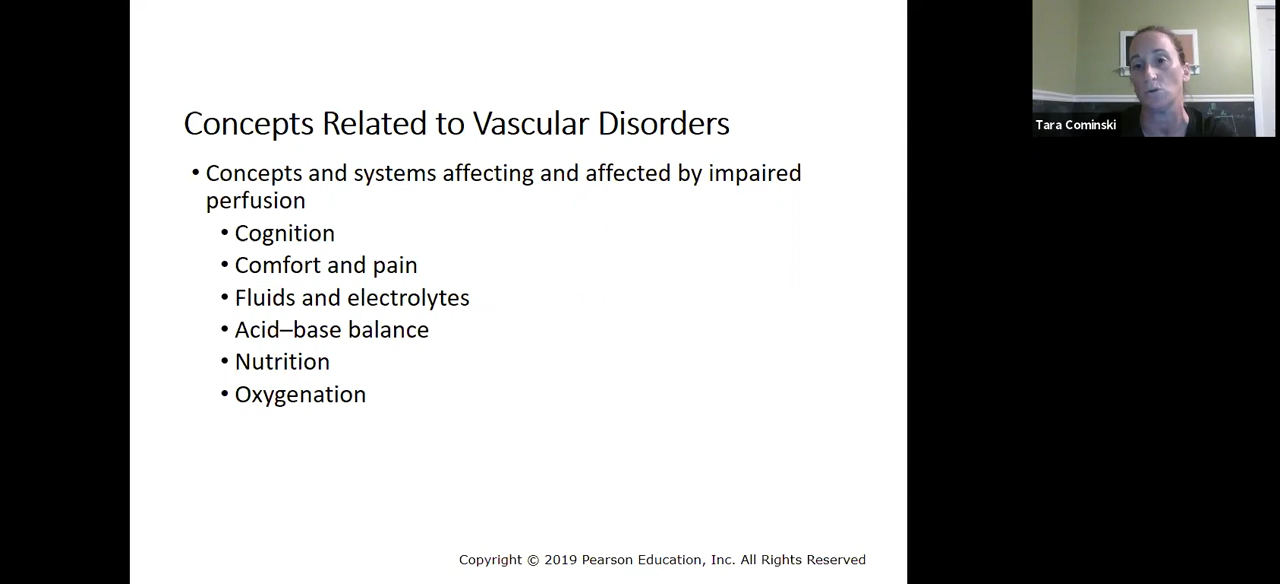 Concepts Related to Vascular Disorders
• Concepts and systems affecting and affected by impaired
perfusion
• Cognition
• Comfort and pain
• Fluids and electrolytes
• Acid–base balance
• Nutrition
• Oxygenation
Copyright © 2019 Pearson Education, Inc. All Rights Reserved
Tara Cominski